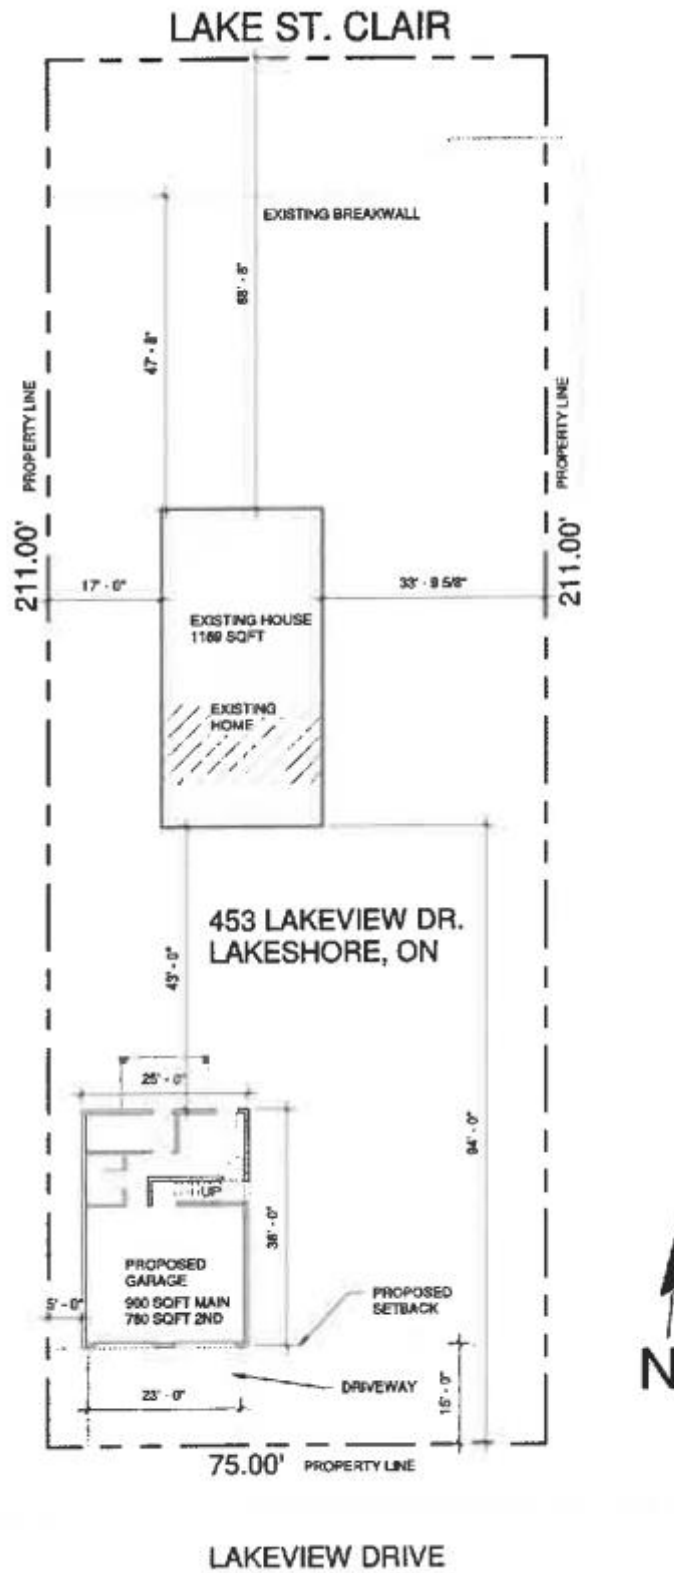 LAKE ST. CLAIR
EXISTING BREAKWALL
68' - 8"
47' - 8"
PROPERTY LINE
PROPERTY LINE
211.00'
211.00'
17' - 0"
33' - 9 5/8"
EXISTING HOUSE
1169 SQFT
EXISTING
HOME
453 LAKEVIEW DR.
LAKESHORE, ON
43' - 0"
25' - 0"
94' - 0"
UP
36' - 0"
PROPOSED
GARAGE
900 SQFT MAIN
780 SQFT 2ND
5' - 0"
PROPOSED
SETBACK
DRIVEWAY
23' - 0"
15' - 0"
N
75.00' PROPERTY LINE
LAKEVIEW DRIVE